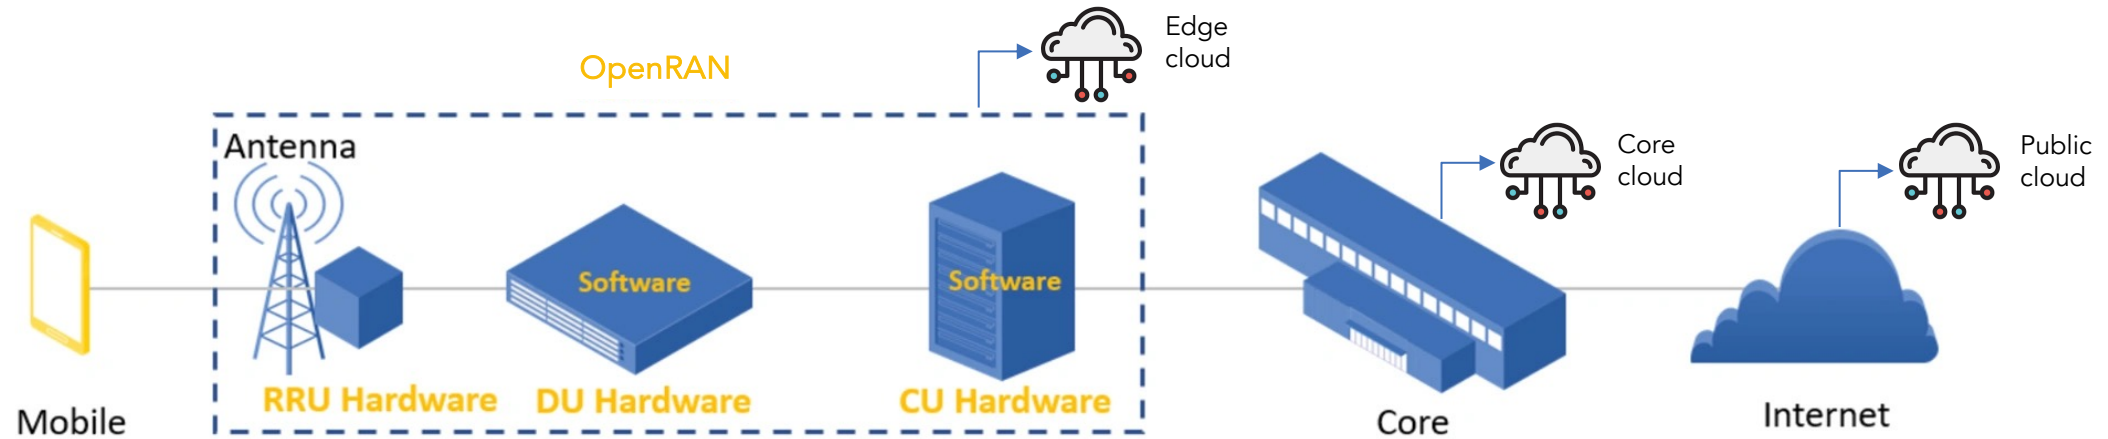 OpenRAN
Edge
cloud
Antenna
Core
cloud
Public
cloud
Software
Software
RRU Hardware
DU Hardware
CU Hardware
Mobile
Core
Internet